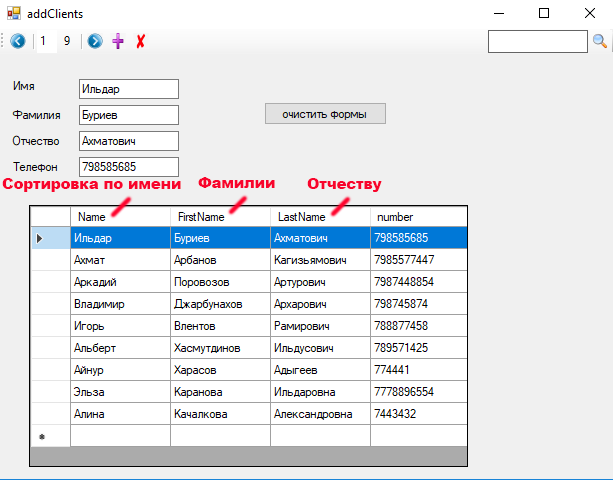 addClients
1 9
Имя Ильдар
Фамилия Буриев очистить формы
Отчество Ахматович
Телефон 798585685
Сортировка по имени Фамилии Отчеству
Name FirstName LastName number
Ильдар Буриев Ахматович 798585685
Ахмат Арбанов Кагизьямович 7985577447
Аркадий Поровозов Артурович 7987448854
Владимир Джарбунахов Архарович 798745874
Игорь Влентов Рамирович 788877458
Альберт Хасмутдинов Ильдусович 789571425
Айнур Харасов Адыгеев 774441
Эльза Каранова Ильдаровна 7778896554
Алина Качалкова Александровна 7443432